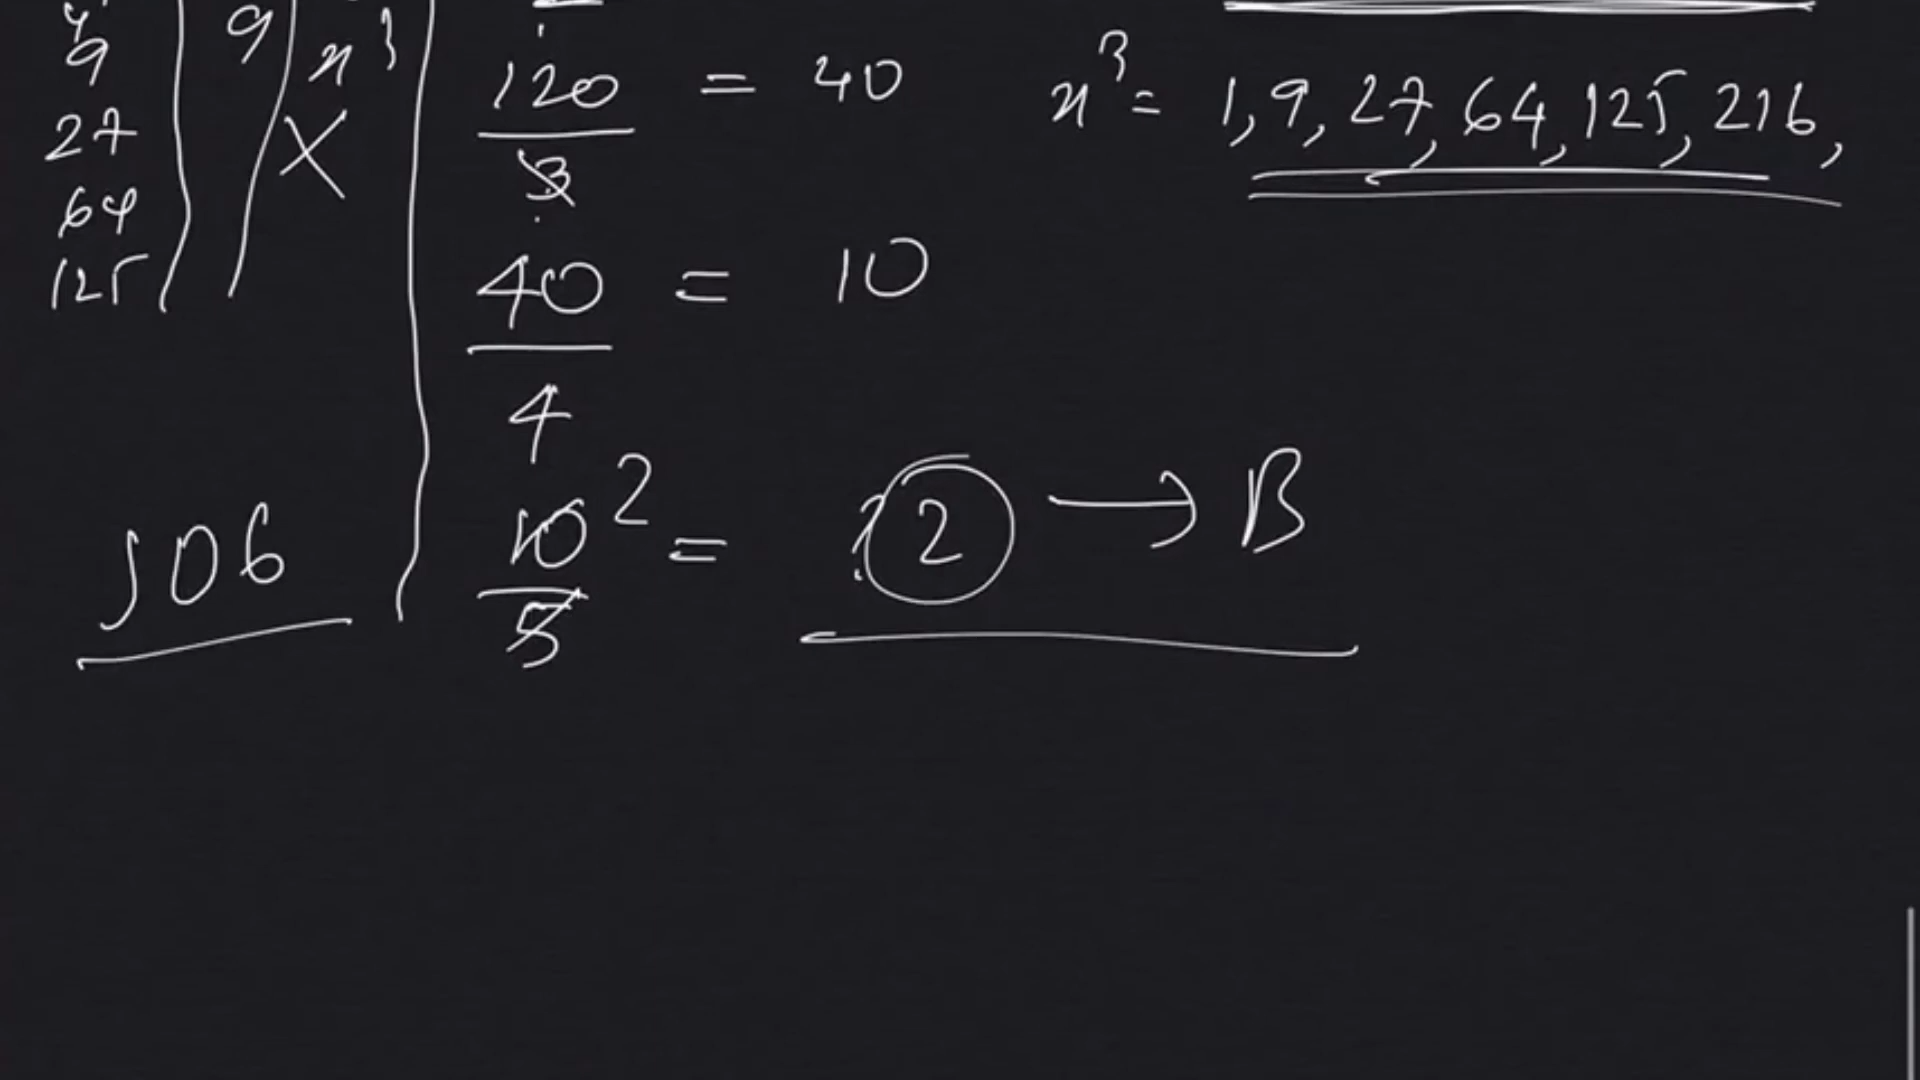 9 | 9 / x³
27 | / X
64
125
106
120/3 = 40
40/4 = 10
10²/5 = 2 → B
x³ = 1, 9, 27, 64, 125, 216,